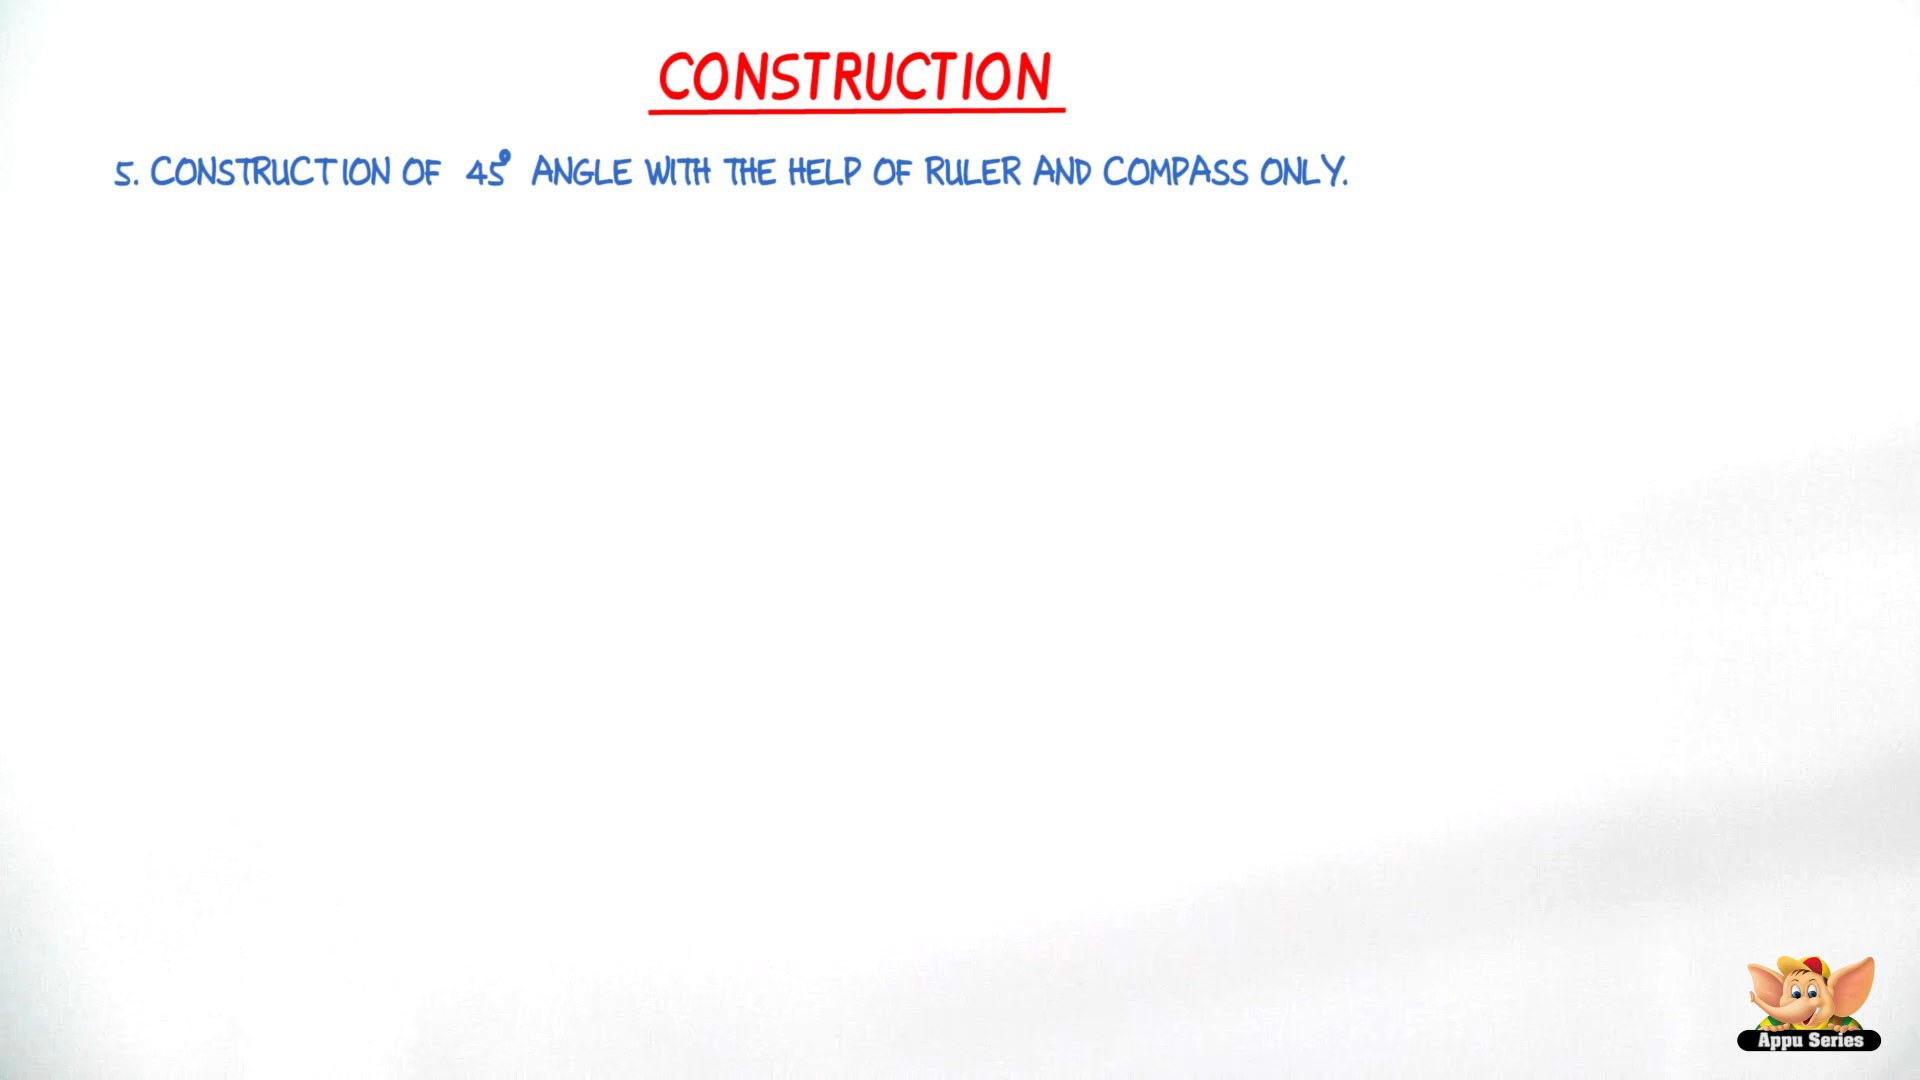 CONSTRUCTION
5. CONSTRUCTION OF 45° ANGLE WITH THE HELP OF RULER AND COMPASS ONLY.
Appu Series